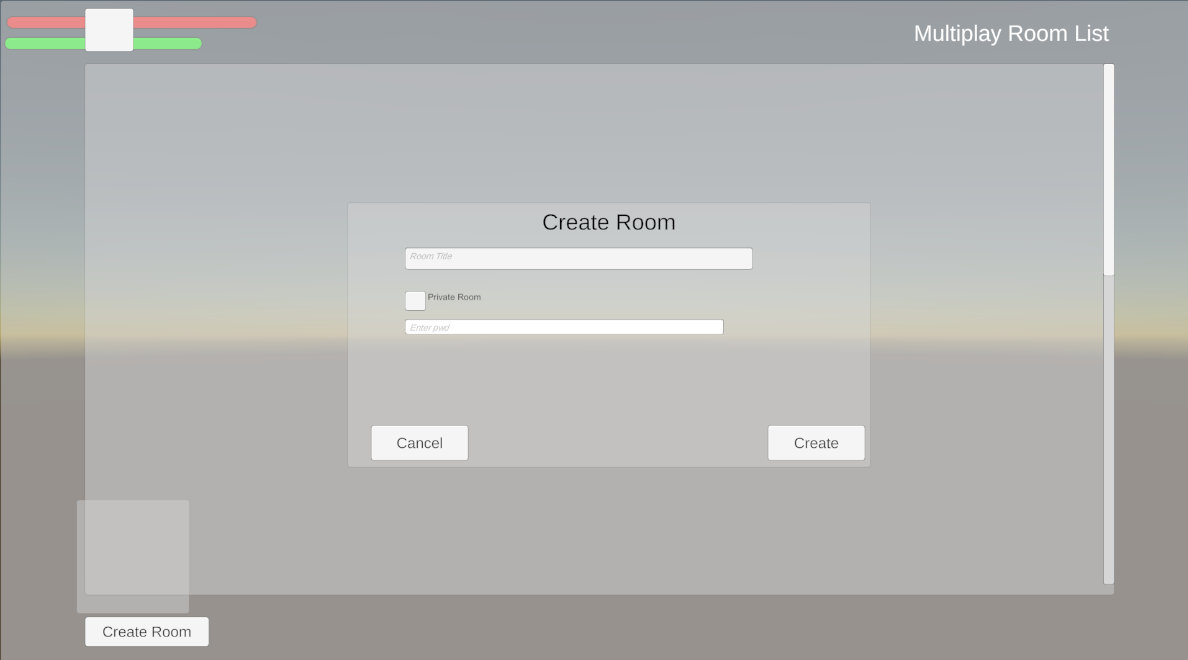 Multiplay Room List
Create Room
Room Title
Private Room
Enter pwd
Cancel
Create
Create Room